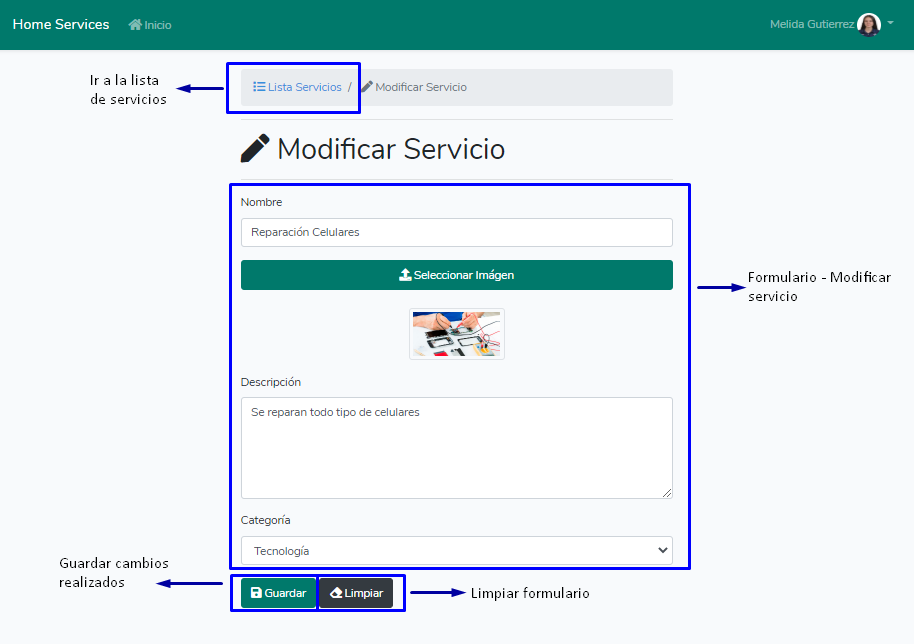 Home Services Inicio Melida Gutierrez
Ir a la lista
de servicios
Lista Servicios / Modificar Servicio
Modificar Servicio
Nombre
Reparación Celulares
Seleccionar Imágen
Formulario - Modificar
servicio
Descripción
Se reparan todo tipo de celulares
Categoría
Tecnología
Guardar cambios
realizados
Guardar Limpiar
Limpiar formulario